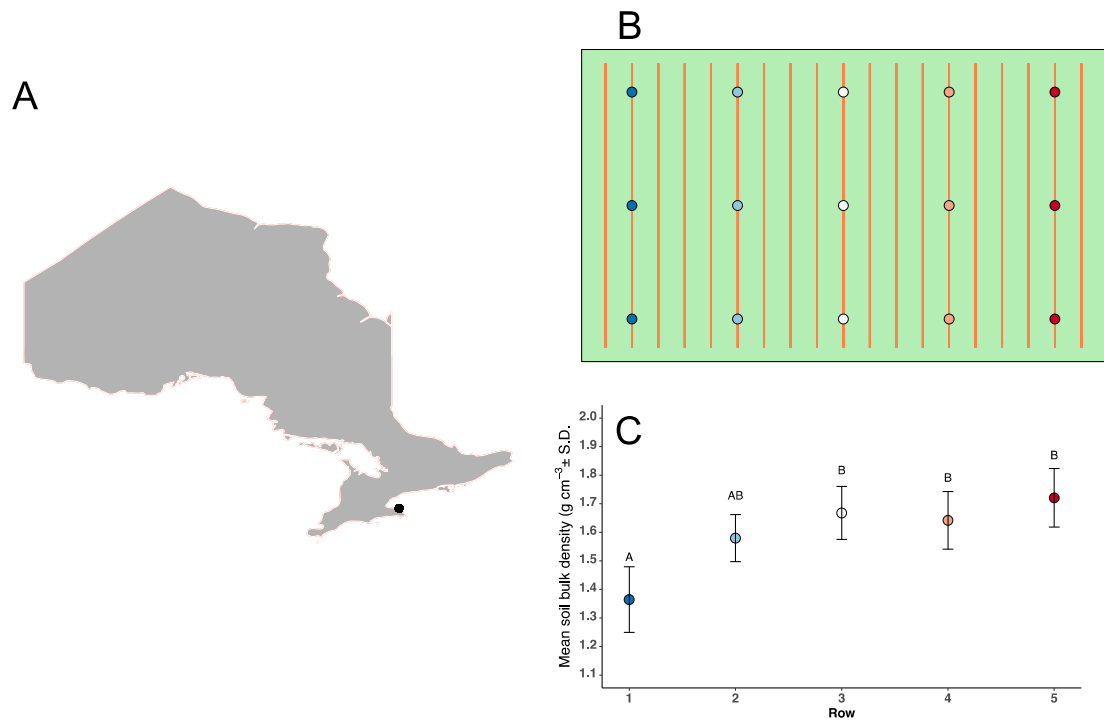 A
B
C
Mean soil bulk density (g cm⁻³± S.D.
2.0
1.9
1.8
1.7
1.6
1.5
1.4
1.3
1.2
1.1
A
AB
B
B
B
1 2 3 4 5
Row